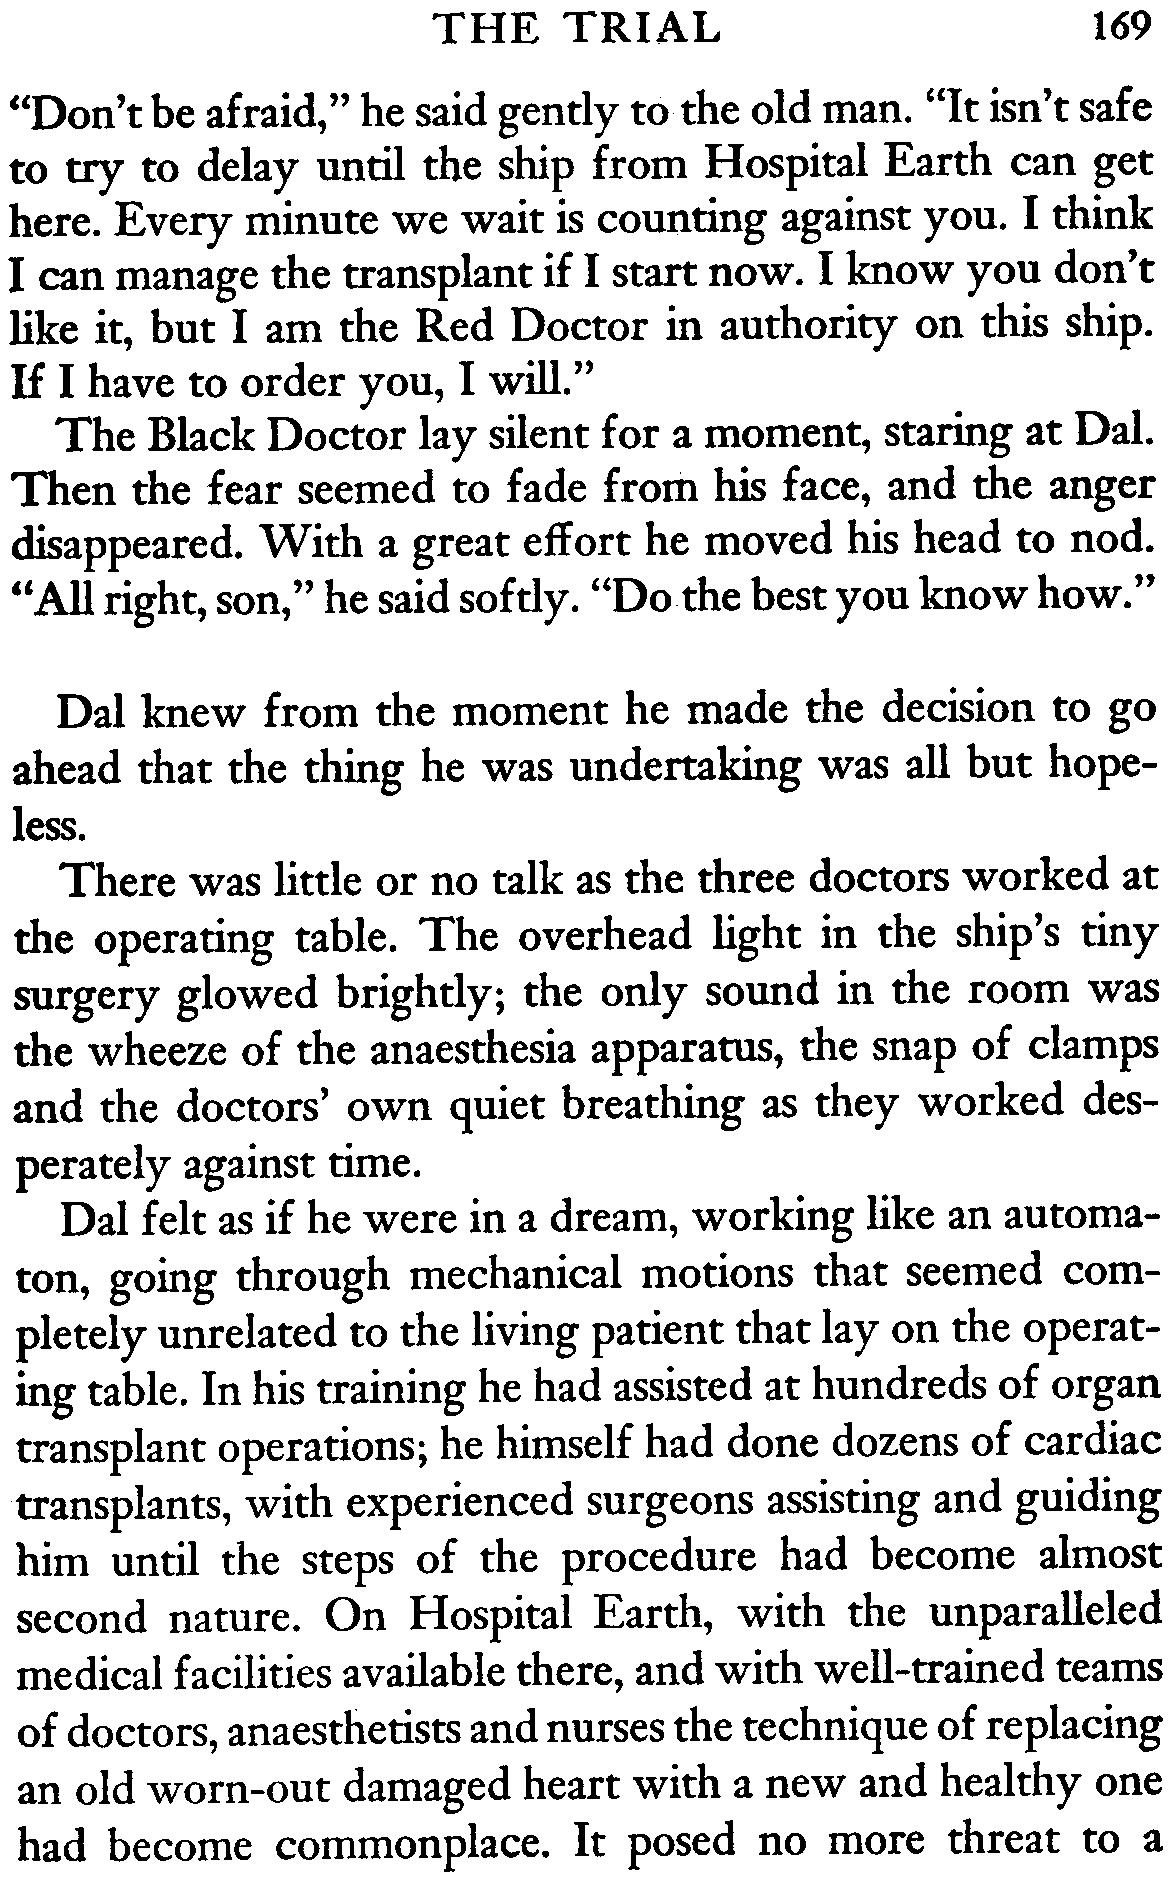 THE TRIAL 169
“Don't be afraid,” he said gently to the old man. “It isn't safe
to try to delay until the ship from Hospital Earth can get
here. Every minute we wait is counting against you. I think
I can manage the transplant if I start now. I know you don't
like it, but I am the Red Doctor in authority on this ship.
If I have to order you, I will.”
The Black Doctor lay silent for a moment, staring at Dal.
Then the fear seemed to fade from his face, and the anger
disappeared. With a great effort he moved his head to nod.
“All right, son,” he said softly. “Do the best you know how.”
Dal knew from the moment he made the decision to go
ahead that the thing he was undertaking was all but hope-
less.
There was little or no talk as the three doctors worked at
the operating table. The overhead light in the ship's tiny
surgery glowed brightly; the only sound in the room was
the wheeze of the anaesthesia apparatus, the snap of clamps
and the doctors' own quiet breathing as they worked des-
perately against time.
Dal felt as if he were in a dream, working like an automa-
ton, going through mechanical motions that seemed com-
pletely unrelated to the living patient that lay on the operat-
ing table. In his training he had assisted at hundreds of organ
transplant operations; he himself had done dozens of cardiac
transplants, with experienced surgeons assisting and guiding
him until the steps of the procedure had become almost
second nature. On Hospital Earth, with the unparalleled
medical facilities available there, and with well-trained teams
of doctors, anaesthetists and nurses the technique of replacing
an old worn-out damaged heart with a new and healthy one
had become commonplace. It posed no more threat to a